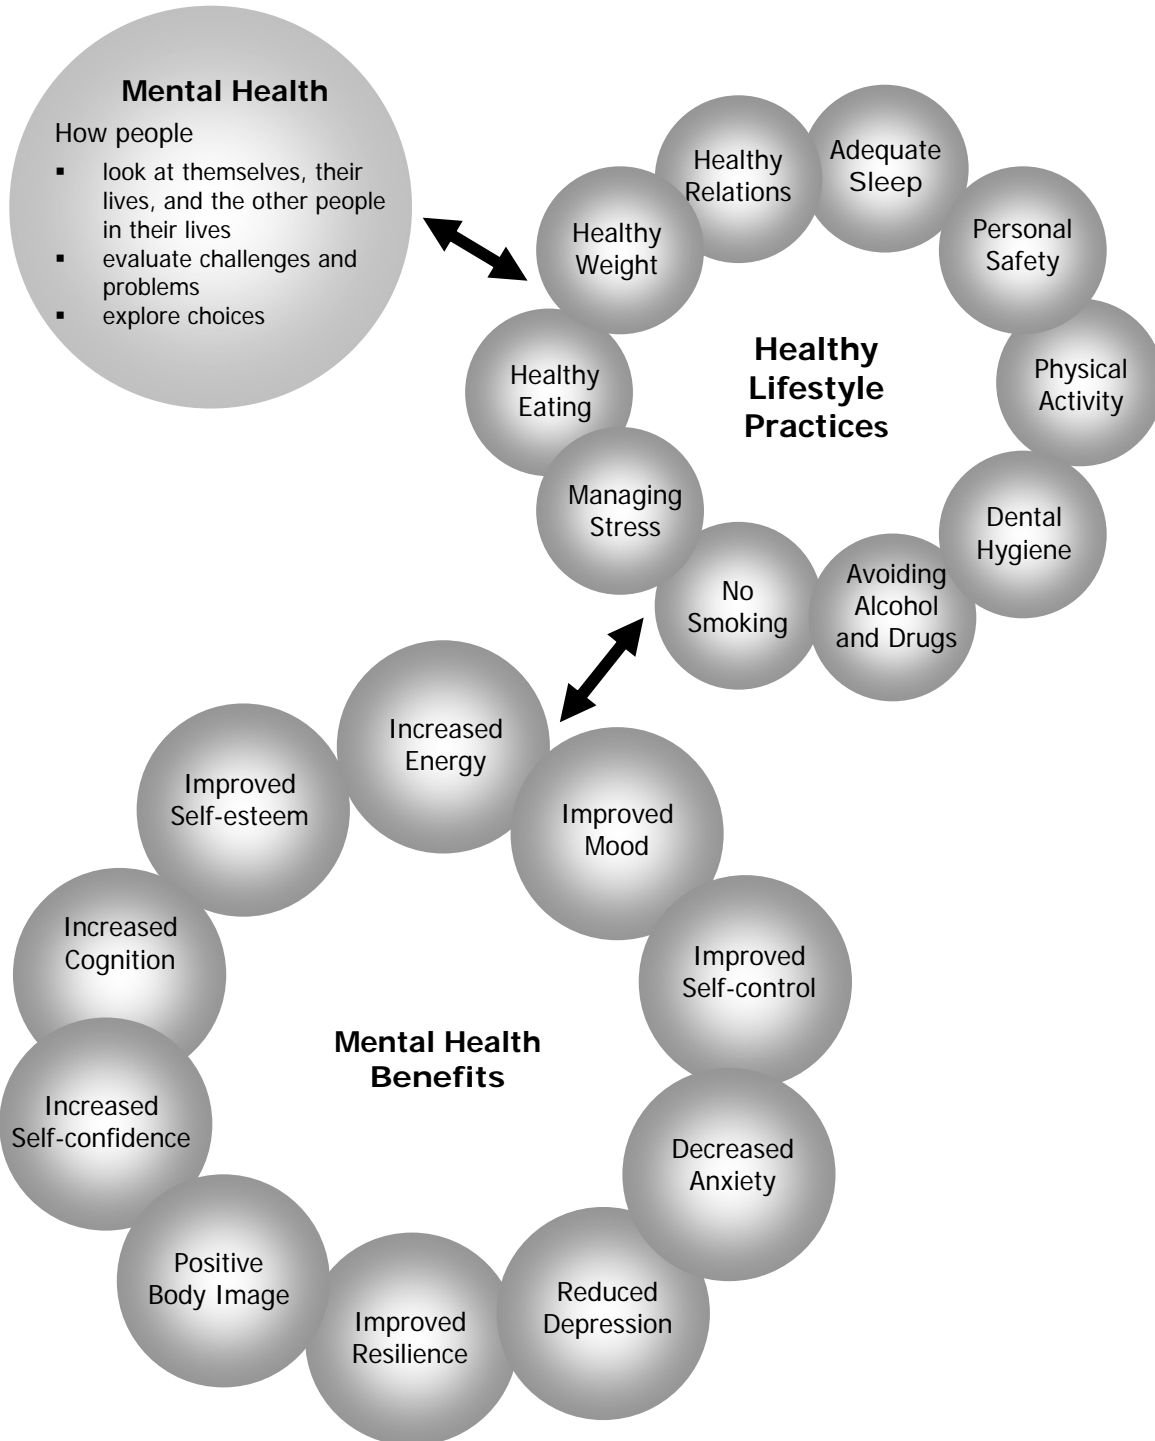 Mental Health
How people
▪ look at themselves, their
lives, and the other people
in their lives
▪ evaluate challenges and
problems
▪ explore choices
Healthy
Relations
Adequate
Sleep
Healthy
Weight
Personal
Safety
Healthy
Eating
Healthy
Lifestyle
Practices
Physical
Activity
Managing
Stress
Dental
Hygiene
No
Smoking
Avoiding
Alcohol
and Drugs
Increased
Energy
Improved
Self-esteem
Improved
Mood
Increased
Cognition
Improved
Self-control
Mental Health
Benefits
Increased
Self-confidence
Decreased
Anxiety
Positive
Body Image
Improved
Resilience
Reduced
Depression